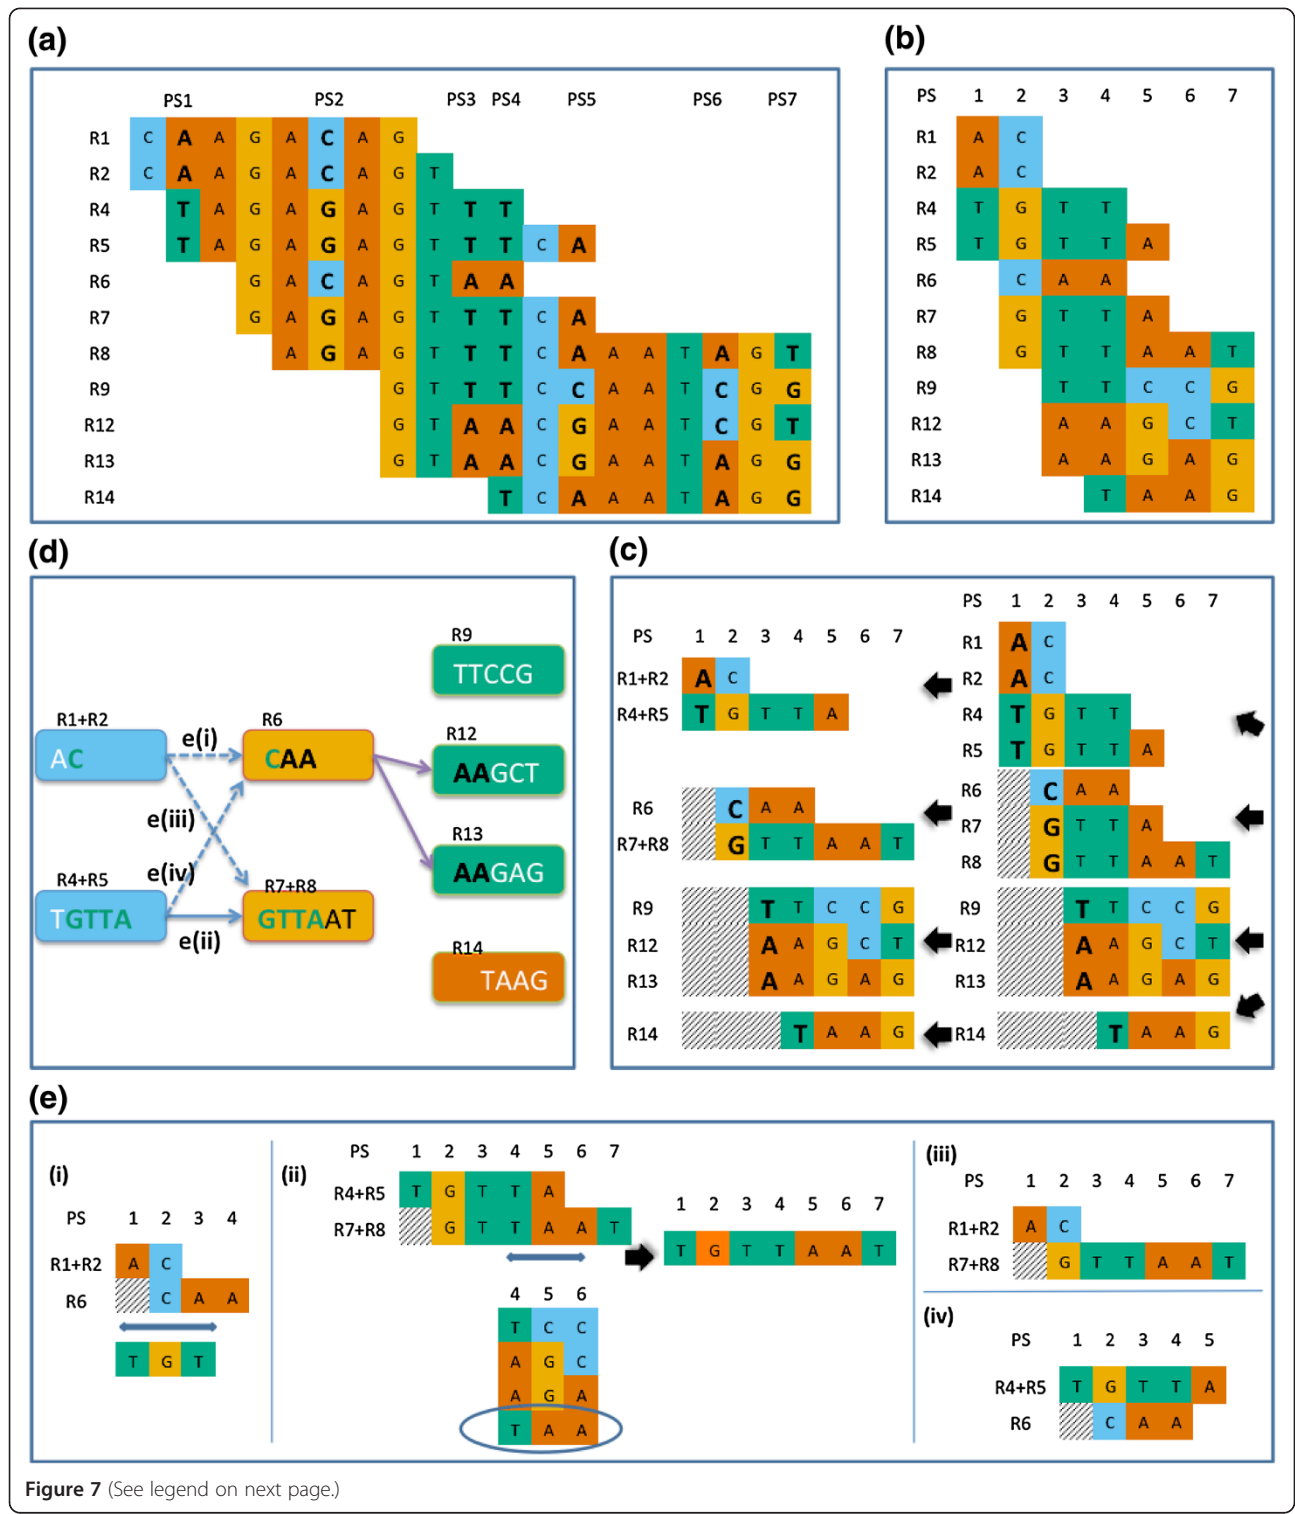 (a)
PS1 PS2 PS3 PS4 PS5 PS6 PS7
R1 C A A G A C A G
R2 C A A G A C A G T
R4 T A G A G A G T T T
R5 T A G A G A G T T T C A
R6 G A C A G T A A
R7 G A G A G T T T C A
R8 A G A G T T T C A A A T A G T
R9 G T T T C C A A T C G G
R12 G T A A C G A A T C G T
R13 G T A A C G A A T A G G
R14 T C A A A T A G G
(b)
PS 1 2 3 4 5 6 7
R1 A C
R2 A C
R4 T G T T
R5 T G T T A
R6 C A A
R7 G T T A
R8 G T T A A T
R9 T T C C G
R12 A A G C T
R13 A A G A G
R14 T A A G
(d)
R9
TTCCG
R1+R2
AC
e(i)
R6
CAA
R12
AAGCT
e(iii)
R13
AAGAG
e(iv)
R4+R5
TGTTA
R7+R8
GTTAAT
e(ii)
R14
TAAG
(c)
PS 1 2 3 4 5 6 7
R1+R2 A C
R4+R5 T G T T A
R6 C A A
R7+R8 G T T A A T
R9 T T C C G
R12 A A G C T
R13 A A G A G
R14 T A A G
PS 1 2 3 4 5 6 7
R1 A C
R2 A C
R4 T G T T
R5 T G T T A
R6 C A A
R7 G T T A
R8 G T T A A T
R9 T T C C G
R12 A A G C T
R13 A A G A G
R14 T A A G
(e)
(i)
PS 1 2 3 4
R1+R2 A C
R6 C A A
T G T
(ii)
PS 1 2 3 4 5 6 7
R4+R5 T G T T A
R7+R8 G T T A A T
1 2 3 4 5 6 7
T G T T A A T
4 5 6
T C C
A G C
A G A
T A A
(iii)
PS 1 2 3 4 5 6 7
R1+R2 A C
R7+R8 G T T A A T
(iv)
PS 1 2 3 4 5
R4+R5 T G T T A
R6 C A A
Figure 7 (See legend on next page.)